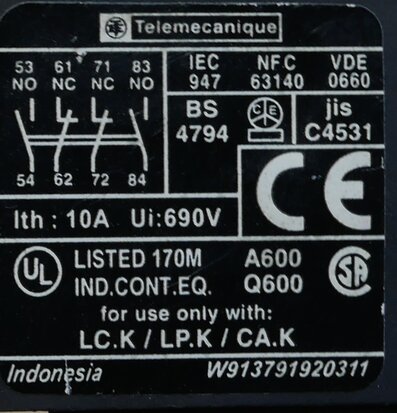 Telemecanique
53 61 71 83
NO NC NC NO
54 62 72 84
IEC 947
NFC 63140
VDE 0660
BS 4794
jis C4531
CE
Ith : 10A Ui:690V
UL LISTED 170M A600
IND.CONT.EQ. Q600
SA
for use only with:
LC.K / LP.K / CA.K
Indonesia W913791920311